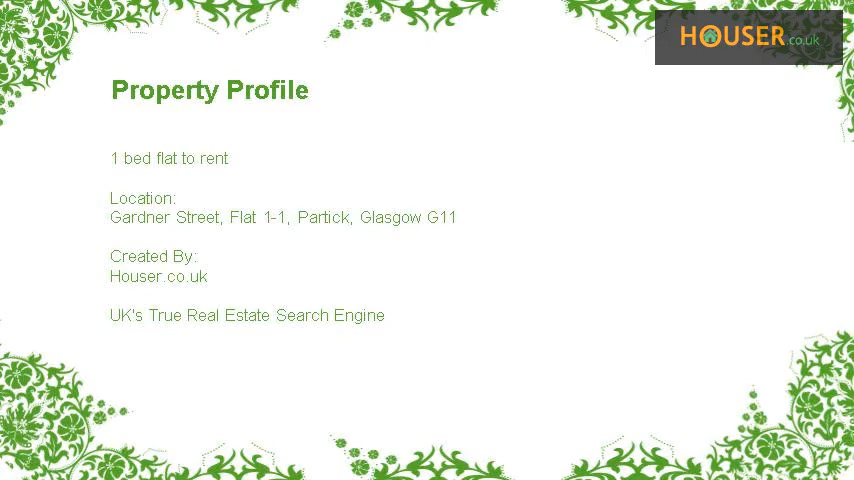 HOUSER.co.uk
Property Profile
1 bed flat to rent
Location:
Gardner Street, Flat 1-1, Partick, Glasgow G11
Created By:
Houser.co.uk
UK's True Real Estate Search Engine